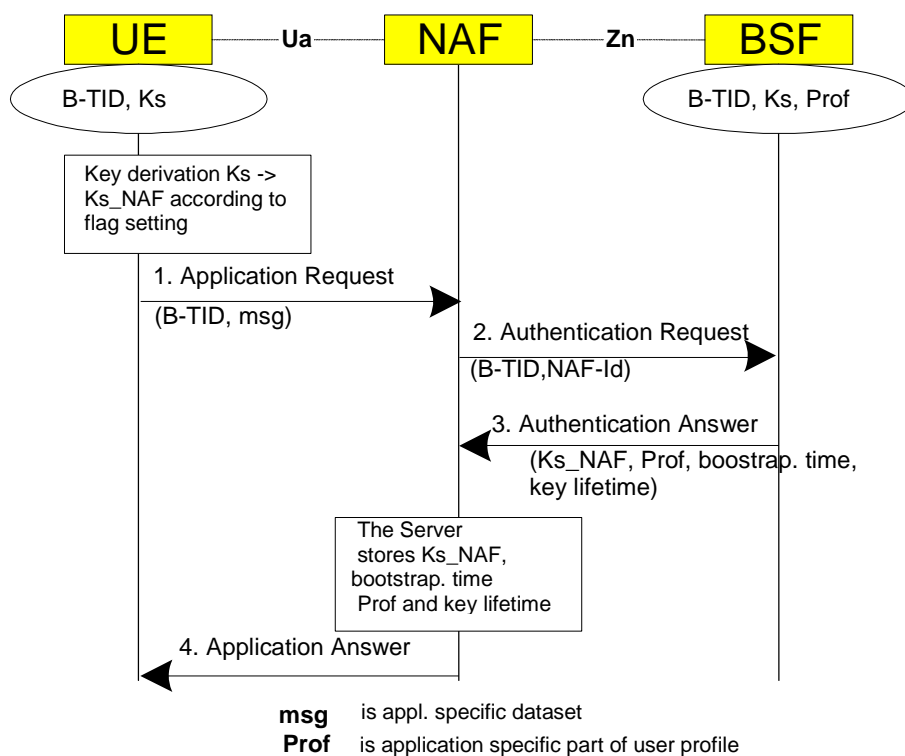 UE Ua NAF Zn BSF
B-TID, Ks
B-TID, Ks, Prof
Key derivation Ks ->
Ks_NAF according to
flag setting
1. Application Request
(B-TID, msg)
2. Authentication Request
(B-TID,NAF-Id)
3. Authentication Answer
(Ks_NAF, Prof, boostrap. time,
key lifetime)
The Server
stores Ks_NAF,
bootstrap. time
Prof and key lifetime
4. Application Answer
msg is appl. specific dataset
Prof is application specific part of user profile